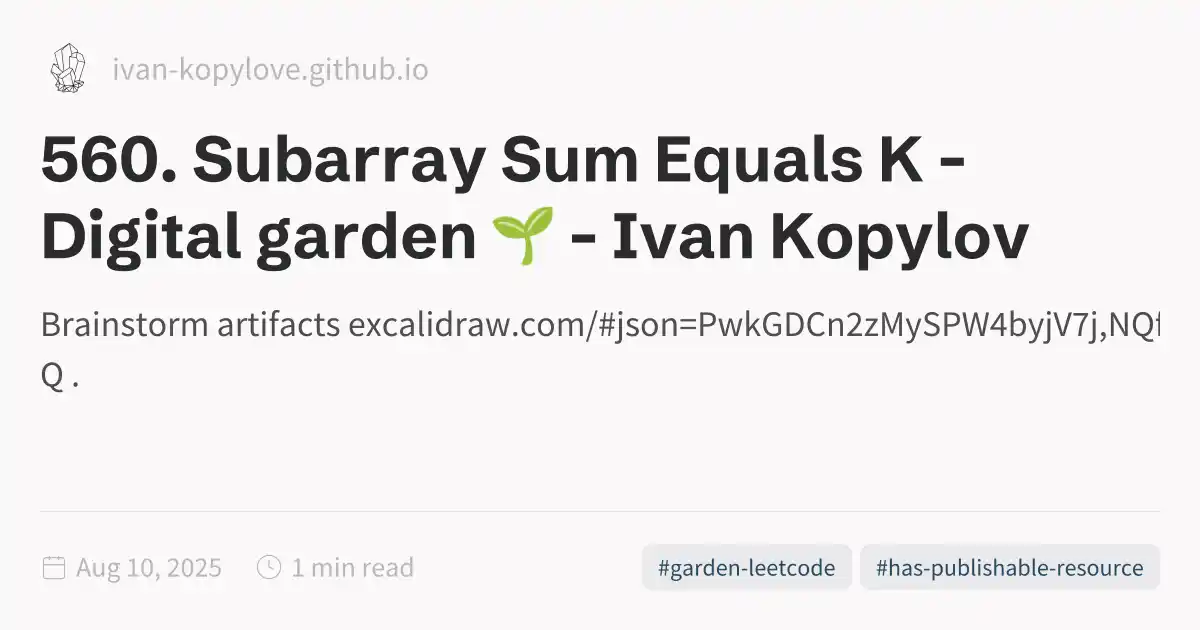 ivan-kopylove.github.io
560. Subarray Sum Equals K -
Digital garden 🌱 - Ivan Kopylov
Brainstorm artifacts excalidraw.com/#json=PwkGDCn2zMySPW4byjV7j,NQ
Q .
Aug 10, 2025
1 min read
#garden-leetcode
#has-publishable-resource